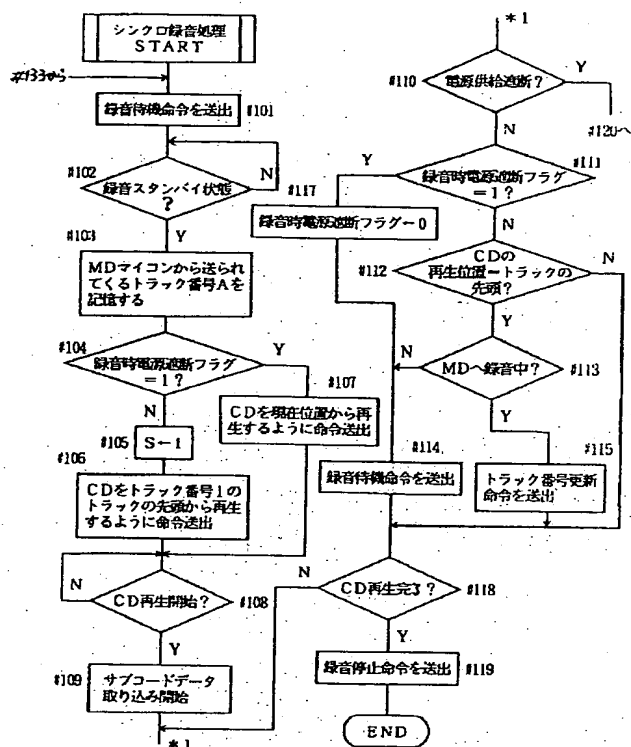 シンクロ録音処理
START
#133から
録音待機命令を送出
#101
#102
録音スタンバイ状態
?
N
Y
#103
MDマイコンから送られ
てくるトラック番号Aを
記憶する
#104
録音時電源遮断フラグ
=1?
Y
N
#107
CDを現在位置から再
生するように命令送出
#105
S←1
#106
CDをトラック番号1の
トラックの先頭から再生
するように命令送出
N
CD再生開始?
#108
Y
#109
サブコードデータ
取り込み開始
*1
*1
#110
電源供給遮断?
Y
#120へ
N
#111
録音時電源遮断フラグ
=1?
Y
N
#117
録音時電源遮断フラグ←0
#112
CDの
再生位置=トラックの
先頭?
N
Y
N
MDへ録音中?
#113
Y
#114
録音待機命令を送出
#115
トラック番号更新
命令を送出
N
CD再生完了?
#118
Y
録音停止命令を送出
#119
END